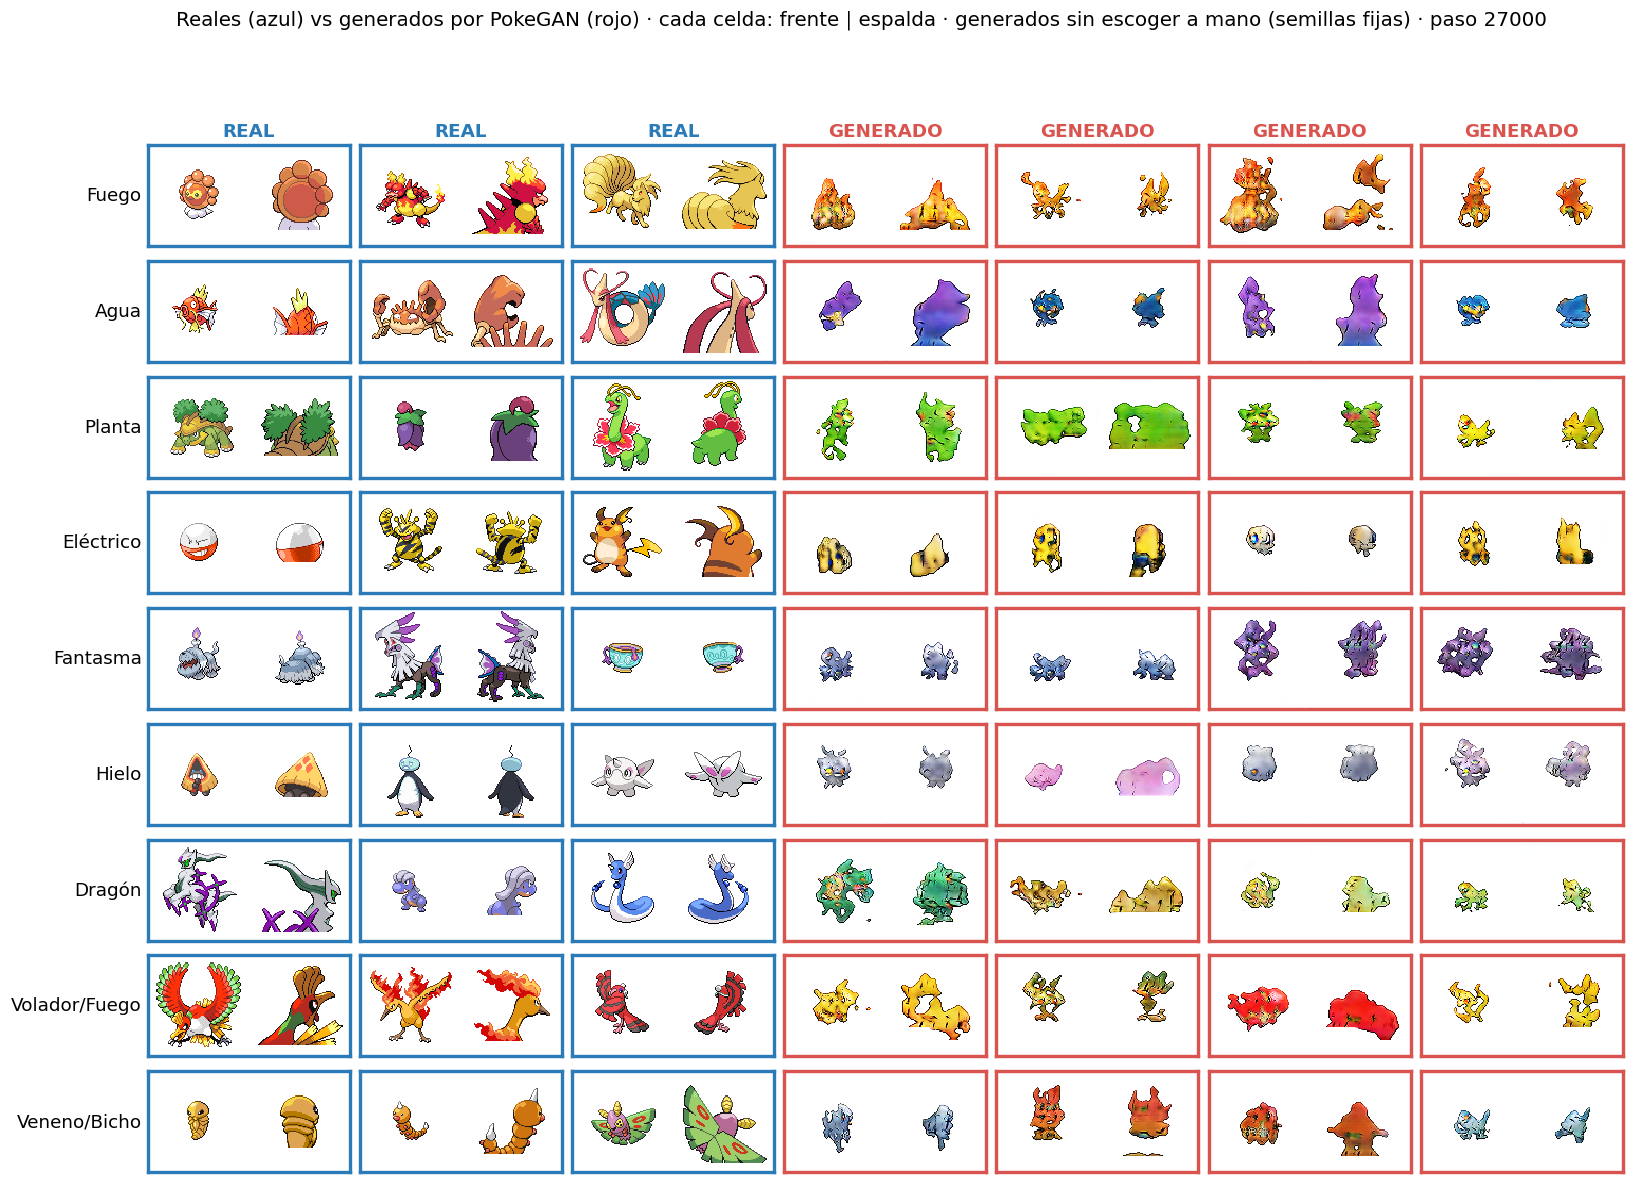 Reales (azul) vs generados por PokeGAN (rojo) · cada celda: frente | espalda · generados sin escoger a mano (semillas fijas) · paso 27000
REAL REAL REAL GENERADO GENERADO GENERADO GENERADO
Fuego
Agua
Planta
Eléctrico
Fantasma
Hielo
Dragón
Volador/Fuego
Veneno/Bicho